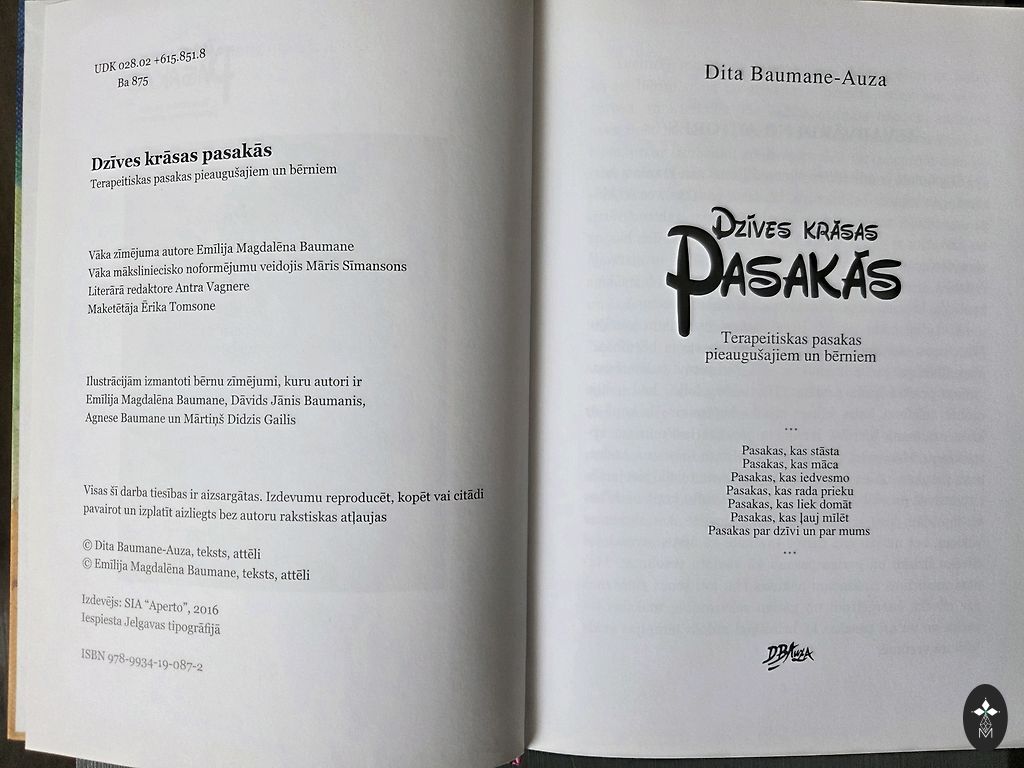 UDK 028.02 +615.851.8
Ba 875
Dzīves krāsas pasakās
Terapeitiskas pasakas pieaugušajiem un bērniem
Vāka zīmējuma autore Emīlija Magdalēna Baumane
Vāka māksliniecisko noformējumu veidojis Māris Sīmansons
Literārā redaktore Antra Vagnere
Maketētāja Ērika Tomsone
Ilustrācijām izmantoti bērnu zīmējumi, kuru autori ir
Emīlija Magdalēna Baumane, Dāvids Jānis Baumanis,
Agnese Baumane un Mārtiņš Didzis Gailis
Visas šī darba tiesības ir aizsargātas. Izdevumu reproducēt, kopēt vai citādi
pavairot un izplatīt aizliegts bez autoru rakstiskas atļaujas
© Dita Baumane-Auza, teksts, attēli
© Emīlija Magdalēna Baumane, teksts, attēli
Izdevējs: SIA “Aperto”, 2016
Iespiesta Jelgavas tipogrāfijā
ISBN 978-9934-19-087-2
Dita Baumane-Auza
Dzīves krāsas
Pasakās
Terapeitiskas pasakas
pieaugušajiem un bērniem
...
Pasakas, kas stāsta
Pasakas, kas māca
Pasakas, kas iedvesmo
Pasakas, kas rada prieku
Pasakas, kas liek domāt
Pasakas, kas ļauj mīlēt
Pasakas par dzīvi un par mums
...
DBAuza
M